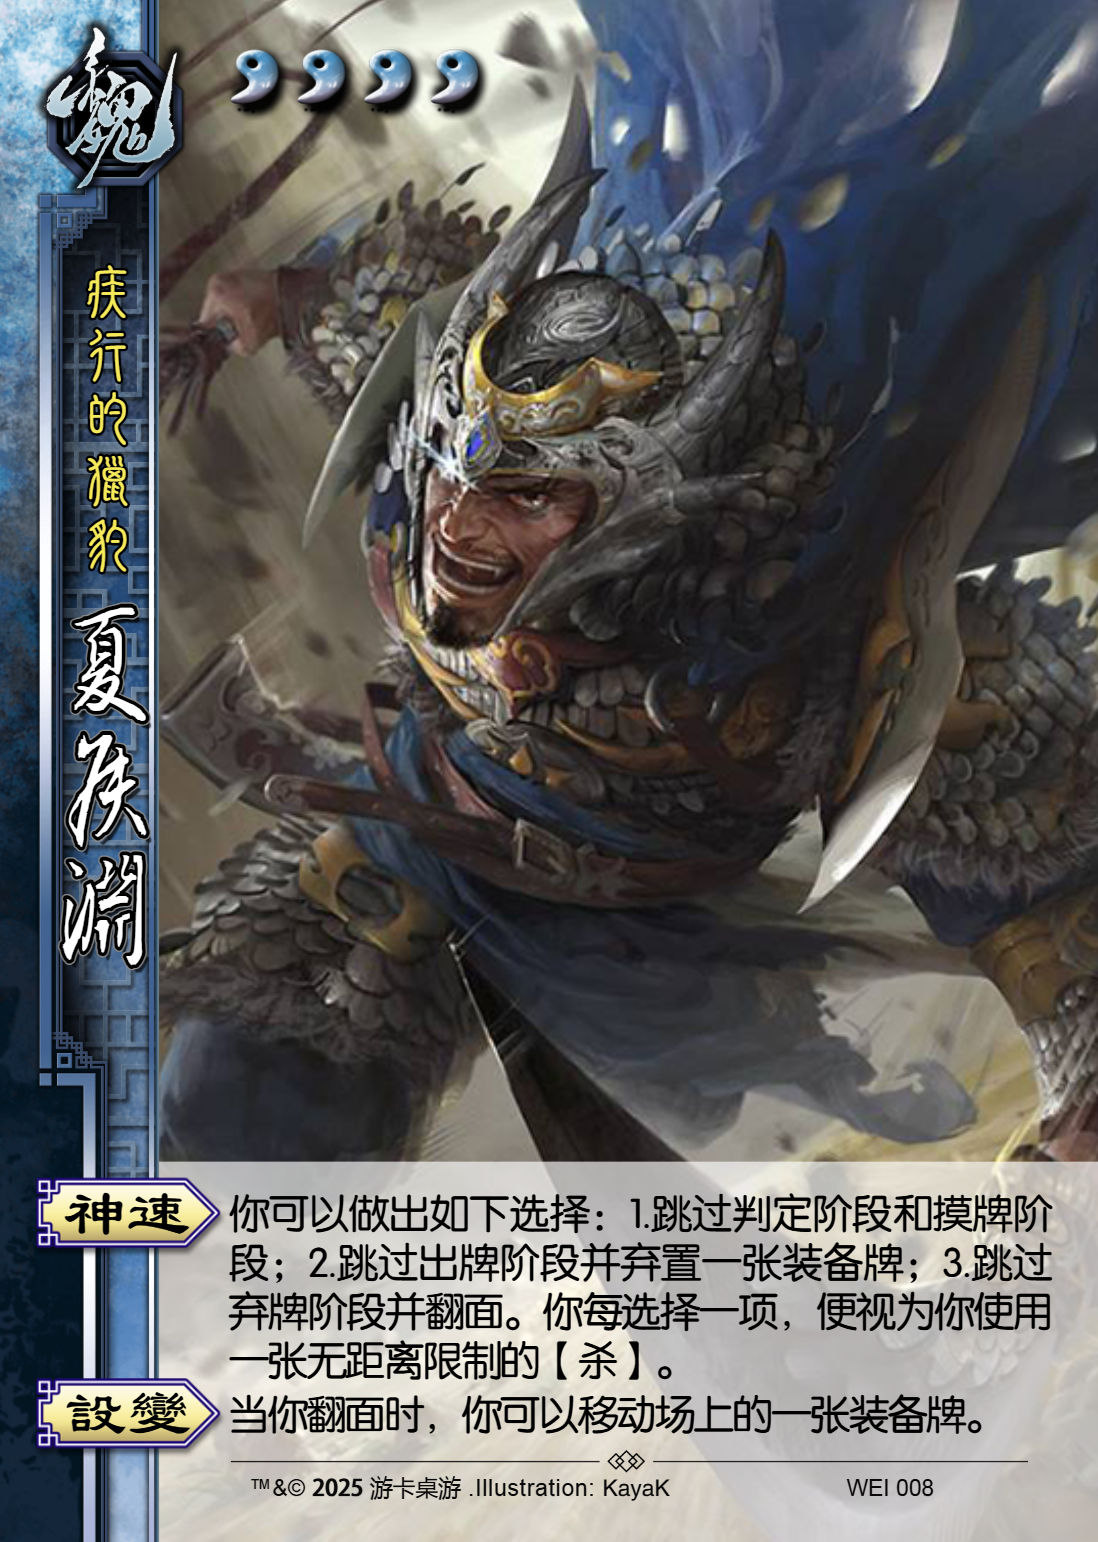 魏
疾行的獵豹
夏侯淵
神速
你可以做出如下选择：1.跳过判定阶段和摸牌阶
段；2.跳过出牌阶段并弃置一张装备牌；3.跳过
弃牌阶段并翻面。你每选择一项，便视为你使用
一张无距离限制的【杀】。
設變
当你翻面时，你可以移动场上的一张装备牌。
™&© 2025 游卡桌游 .Illustration: KayaK
WEI 008